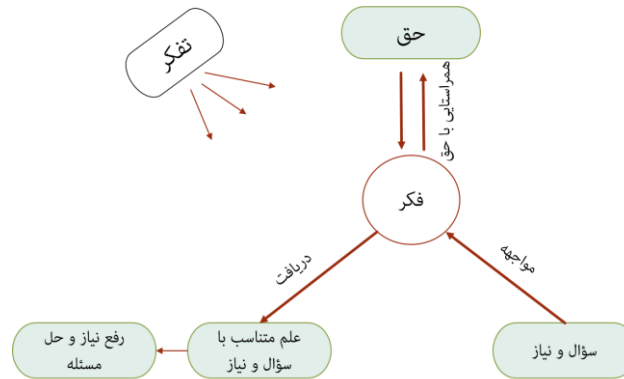 تفکر
حق
همراستایی با حق
فکر
دریافت
مواجهه
رفع نیاز و حل
مسئله
علم متناسب با
سؤال و نیاز
سؤال و نیاز